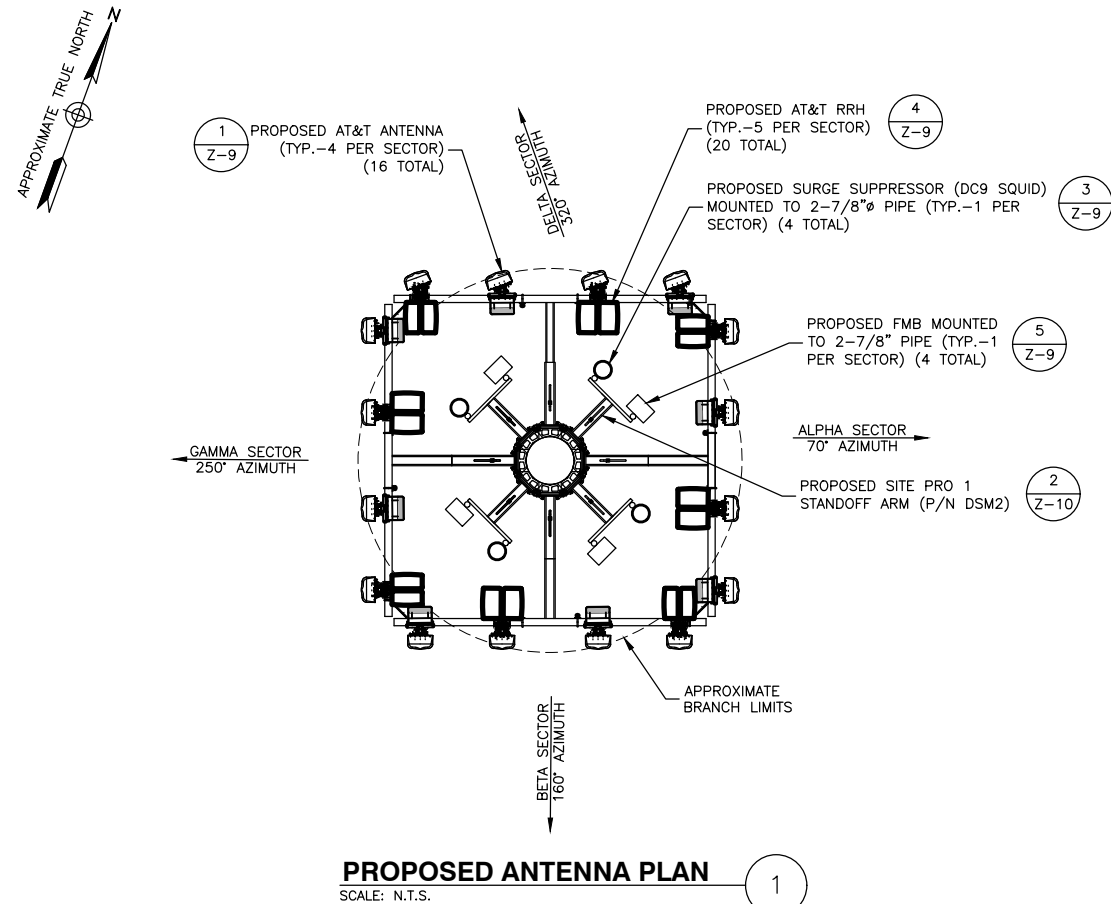 N
APPROXIMATE TRUE NORTH
1
Z-9
PROPOSED AT&T ANTENNA
(TYP.-4 PER SECTOR)
(16 TOTAL)
DELTA SECTOR
320° AZIMUTH
PROPOSED AT&T RRH
(TYP.-5 PER SECTOR)
(20 TOTAL)
4
Z-9
PROPOSED SURGE SUPPRESSOR (DC9 SQUID)
MOUNTED TO 2-7/8"ø PIPE (TYP.-1 PER
SECTOR) (4 TOTAL)
3
Z-9
PROPOSED FMB MOUNTED
TO 2-7/8" PIPE (TYP.-1
PER SECTOR) (4 TOTAL)
5
Z-9
GAMMA SECTOR
250° AZIMUTH
ALPHA SECTOR
70° AZIMUTH
PROPOSED SITE PRO 1
STANDOFF ARM (P/N DSM2)
2
Z-10
APPROXIMATE
BRANCH LIMITS
BETA SECTOR
160° AZIMUTH
PROPOSED ANTENNA PLAN
SCALE: N.T.S.
1